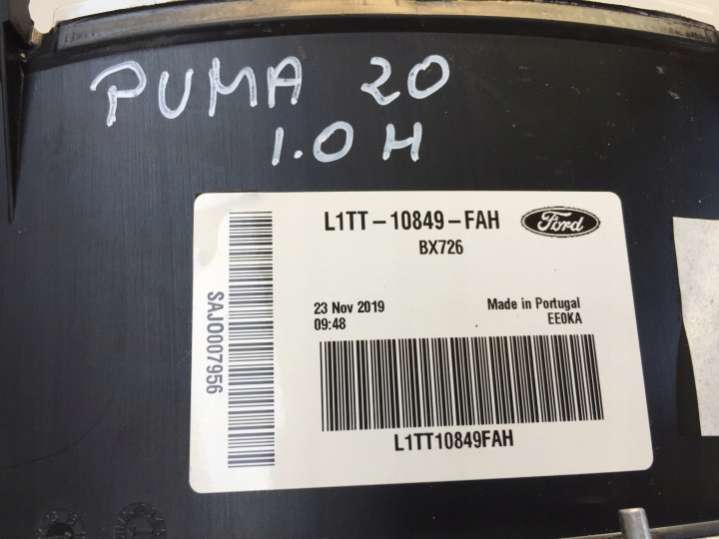 PUMA 20
1.0 H
L1TT-10849-FAH
Ford
BX726
23 Nov 2019
09:48
Made in Portugal
EE0KA
SAJ0007956
L1TT10849FAH